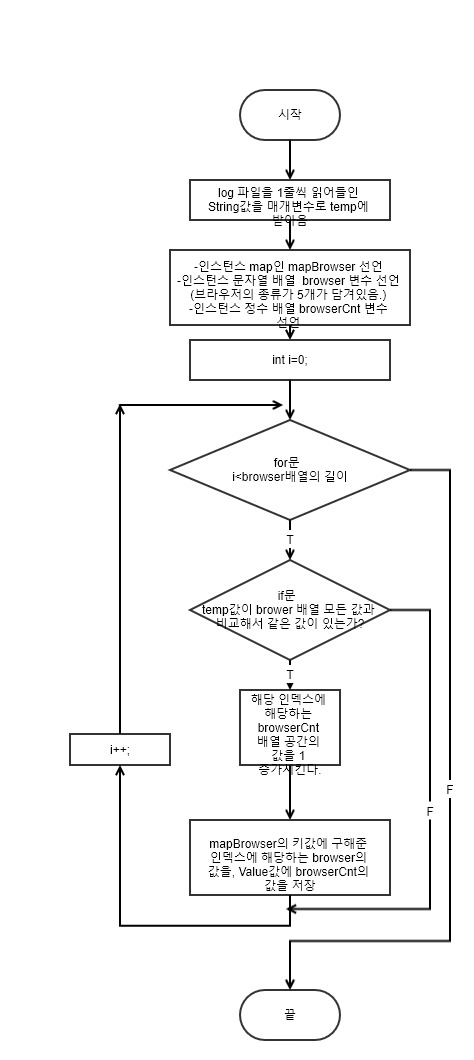 시작
log 파일을 1줄씩 읽어들인
String값을 매개변수로 temp에
받아옴
-인스턴스 map인 mapBrowser 선언
-인스턴스 문자열 배열 browser 변수 선언
(브라우저의 종류가 5개가 담겨있음.)
-인스턴스 정수 배열 browserCnt 변수
선언
int i=0;
for문
i<browser배열의 길이
T
if문
temp값이 brower 배열 모든 값과
비교해서 같은 값이 있는가?
T
해당 인덱스에
해당하는
browserCnt
배열 공간의
값을 1
증가시킨다.
i++;
F
F
mapBrowser의 키값에 구해준
인덱스에 해당하는 browser의
값을, Value값에 browserCnt의
값을 저장
끝